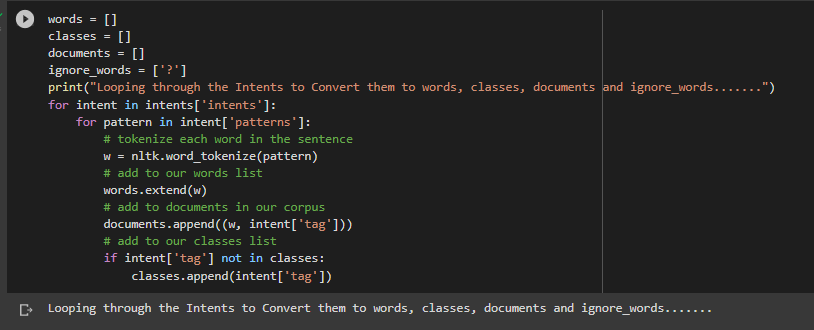 words = []
classes = []
documents = []
ignore_words = ['?']
print("Looping through the Intents to Convert them to words, classes, documents and ignore_words.......")
for intent in intents['intents']:
    for pattern in intent['patterns']:
        # tokenize each word in the sentence
        w = nltk.word_tokenize(pattern)
        # add to our words list
        words.extend(w)
        # add to documents in our corpus
        documents.append((w, intent['tag']))
        # add to our classes list
        if intent['tag'] not in classes:
            classes.append(intent['tag'])
Looping through the Intents to Convert them to words, classes, documents and ignore_words.......